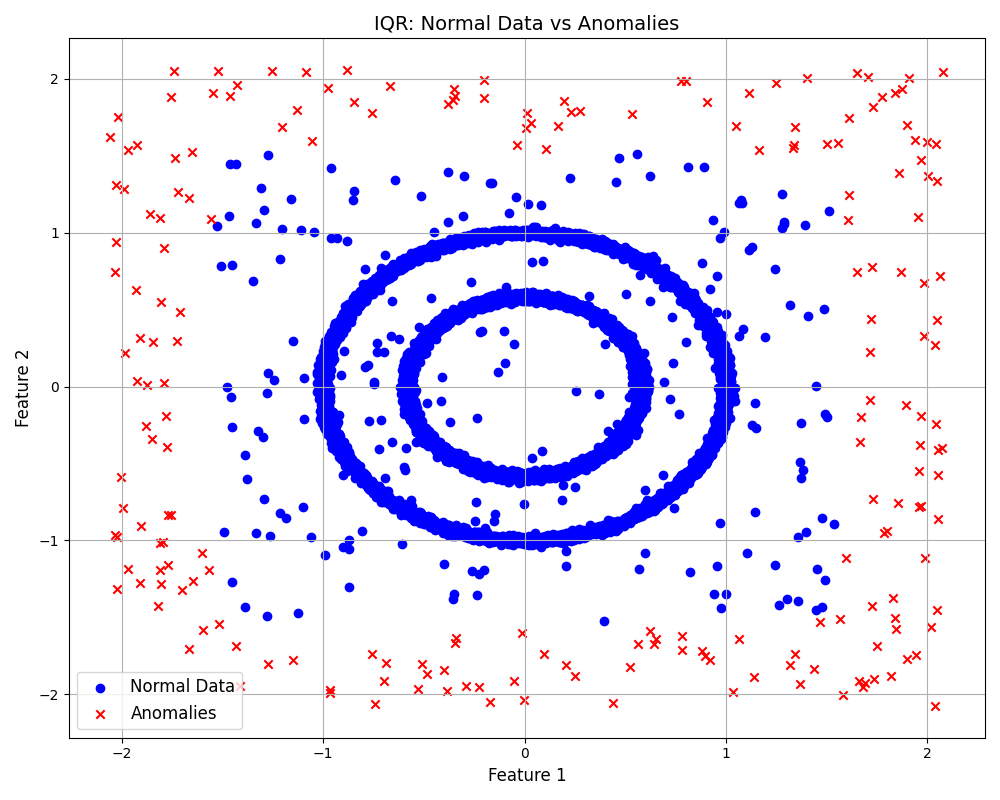 IQR: Normal Data vs Anomalies
2
1
0
−1
−2
Feature 2
Normal Data
Anomalies
−2
−1
0
1
2
Feature 1